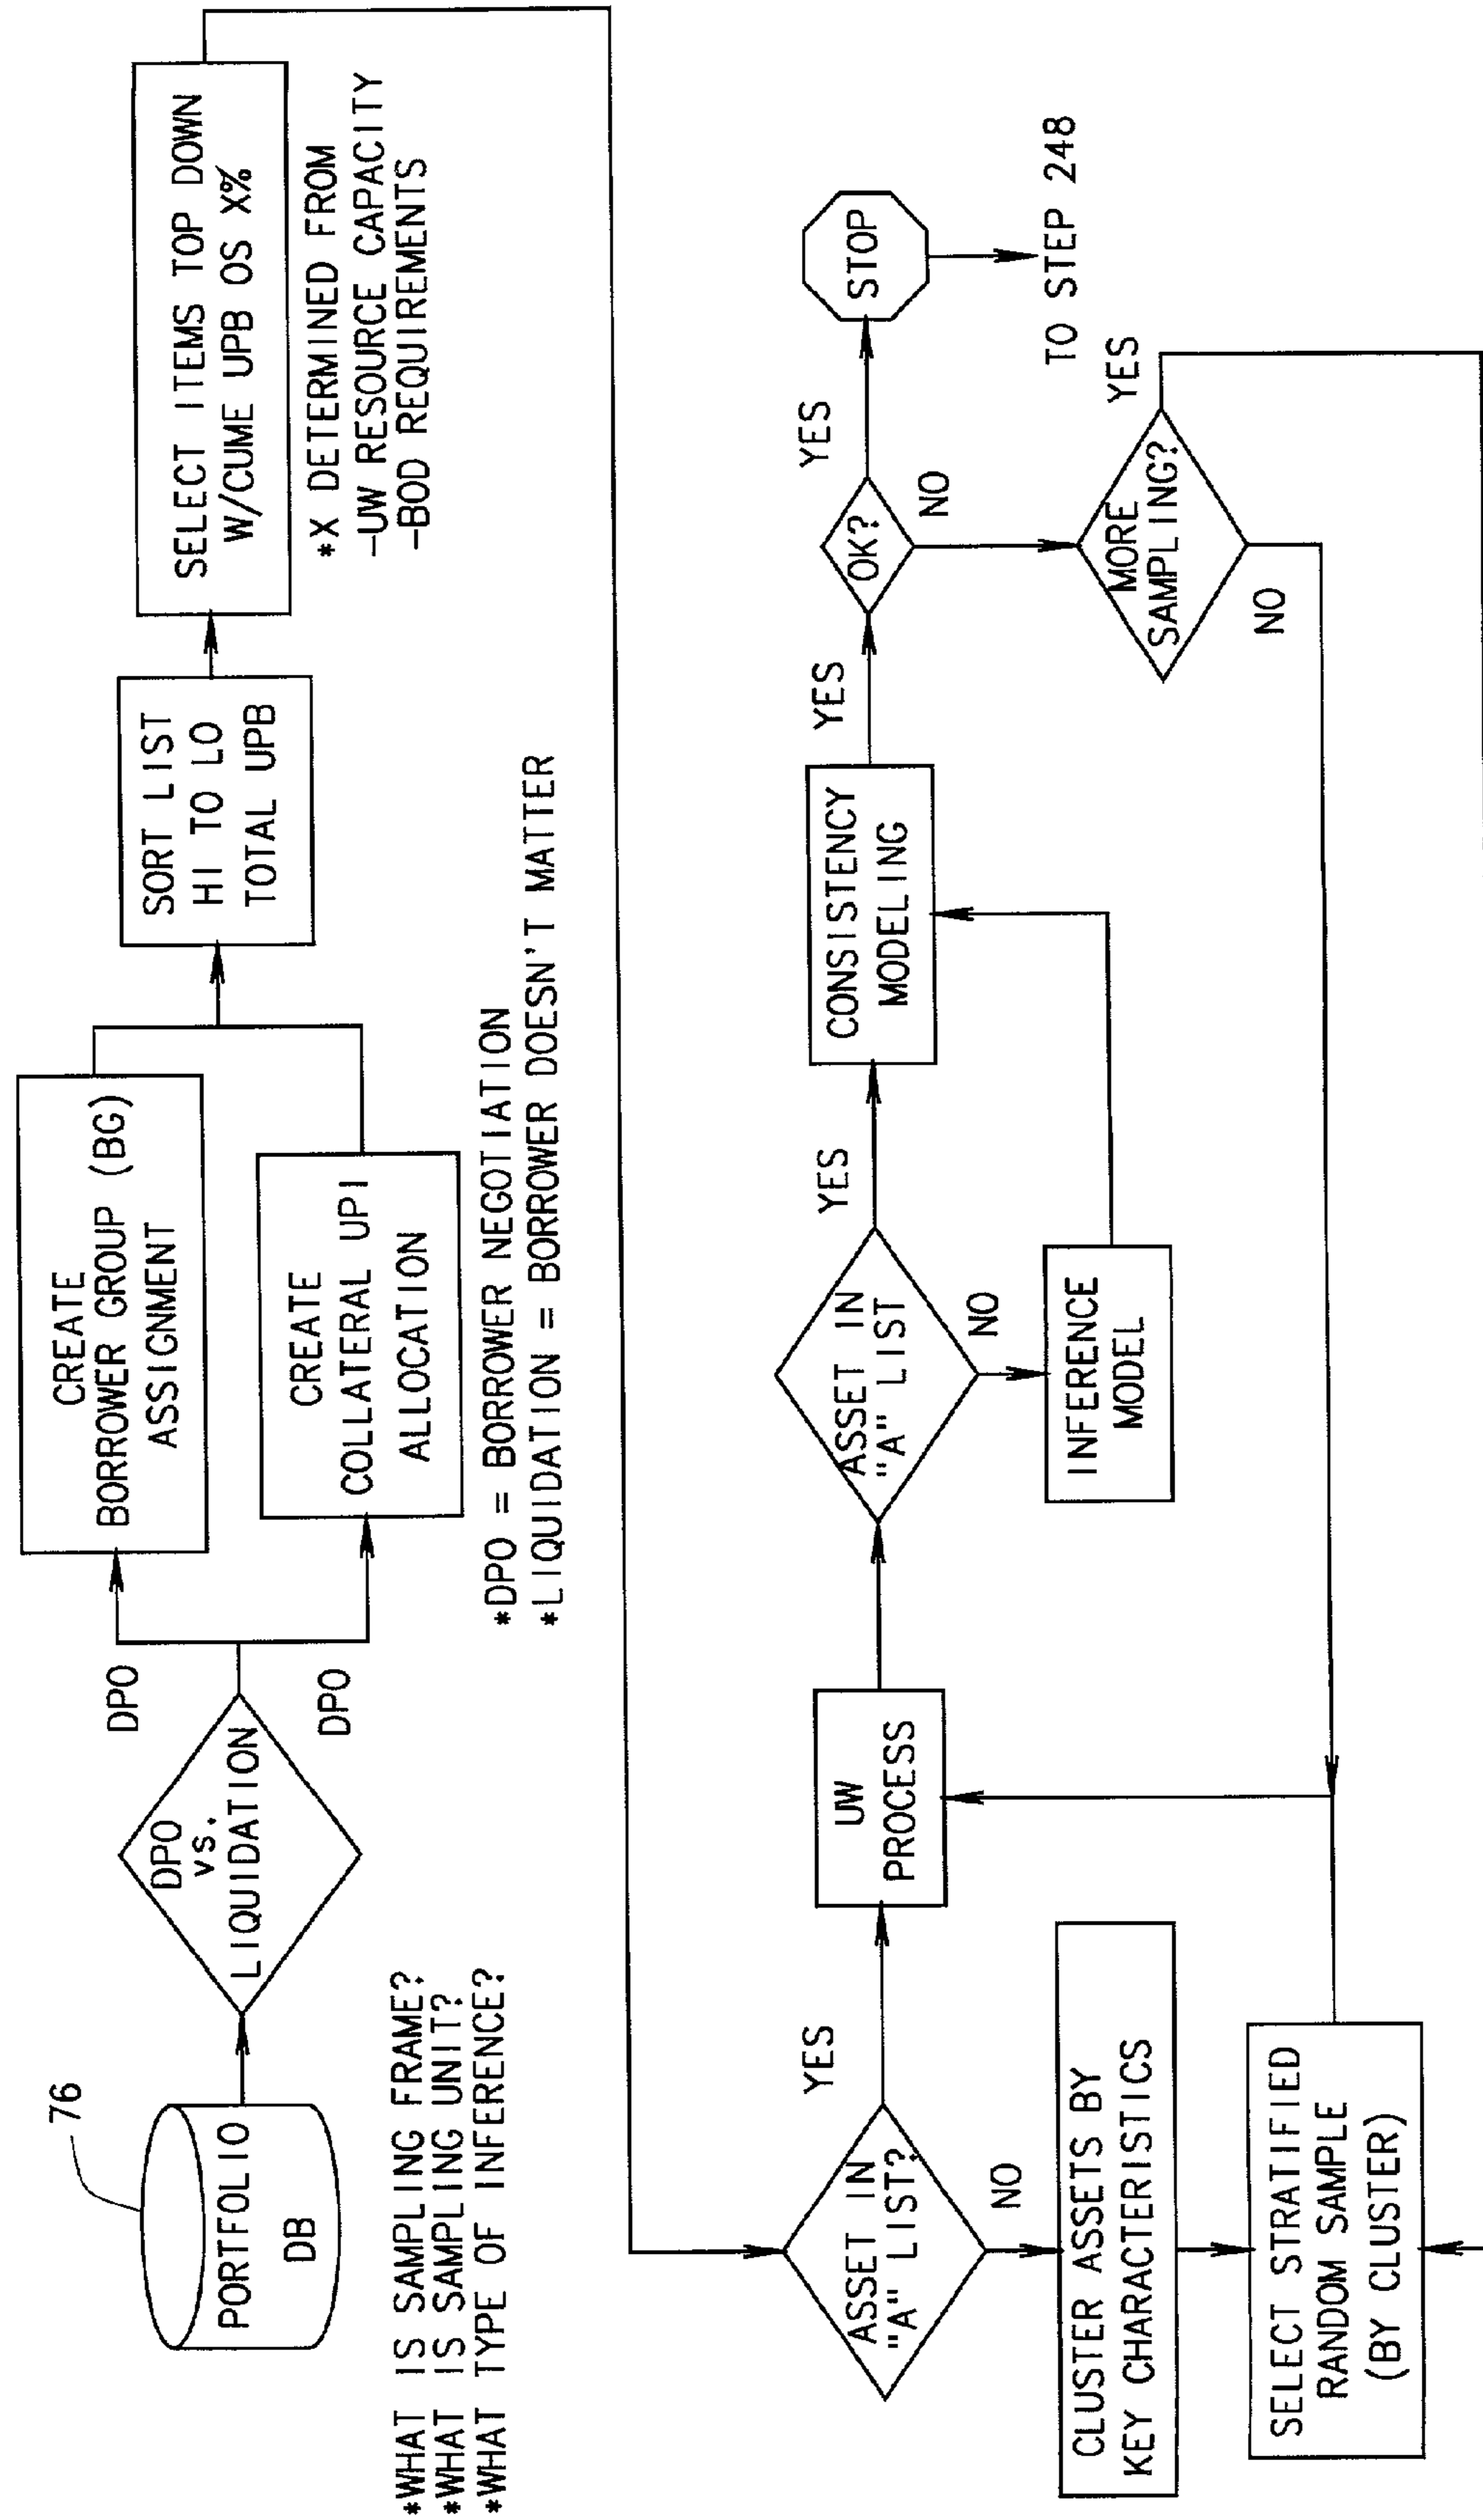 76
PORTFOLIO
DB
*WHAT IS SAMPLING FRAME?
*WHAT IS SAMPLING UNIT?
*WHAT TYPE OF INFERENCE?
DPO
vs.
LIQUIDATION
DPO
DPO
CREATE
BORROWER GROUP (BG)
ASSIGNMENT
CREATE
COLLATERAL UPI
ALLOCATION
*DPO = BORROWER NEGOTIATION
*LIQUIDATION = BORROWER DOESN'T MATTER
SORT LIST
HI TO LO
TOTAL UPB
SELECT ITEMS TOP DOWN
W/CUME UPB OS X%
*X DETERMINED FROM
-UW RESOURCE CAPACITY
-BOD REQUIREMENTS
ASSET IN
"A" LIST?
YES
NO
CLUSTER ASSETS BY
KEY CHARACTERISTICS
SELECT STRATIFIED
RANDOM SAMPLE
(BY CLUSTER)
UW
PROCESS
ASSET IN
"A" LIST
YES
NO
INFERENCE
MODEL
CONSISTENCY
MODELING
YES
OK?
YES
NO
STOP
TO STEP 248
MORE
SAMPLING?
YES
NO